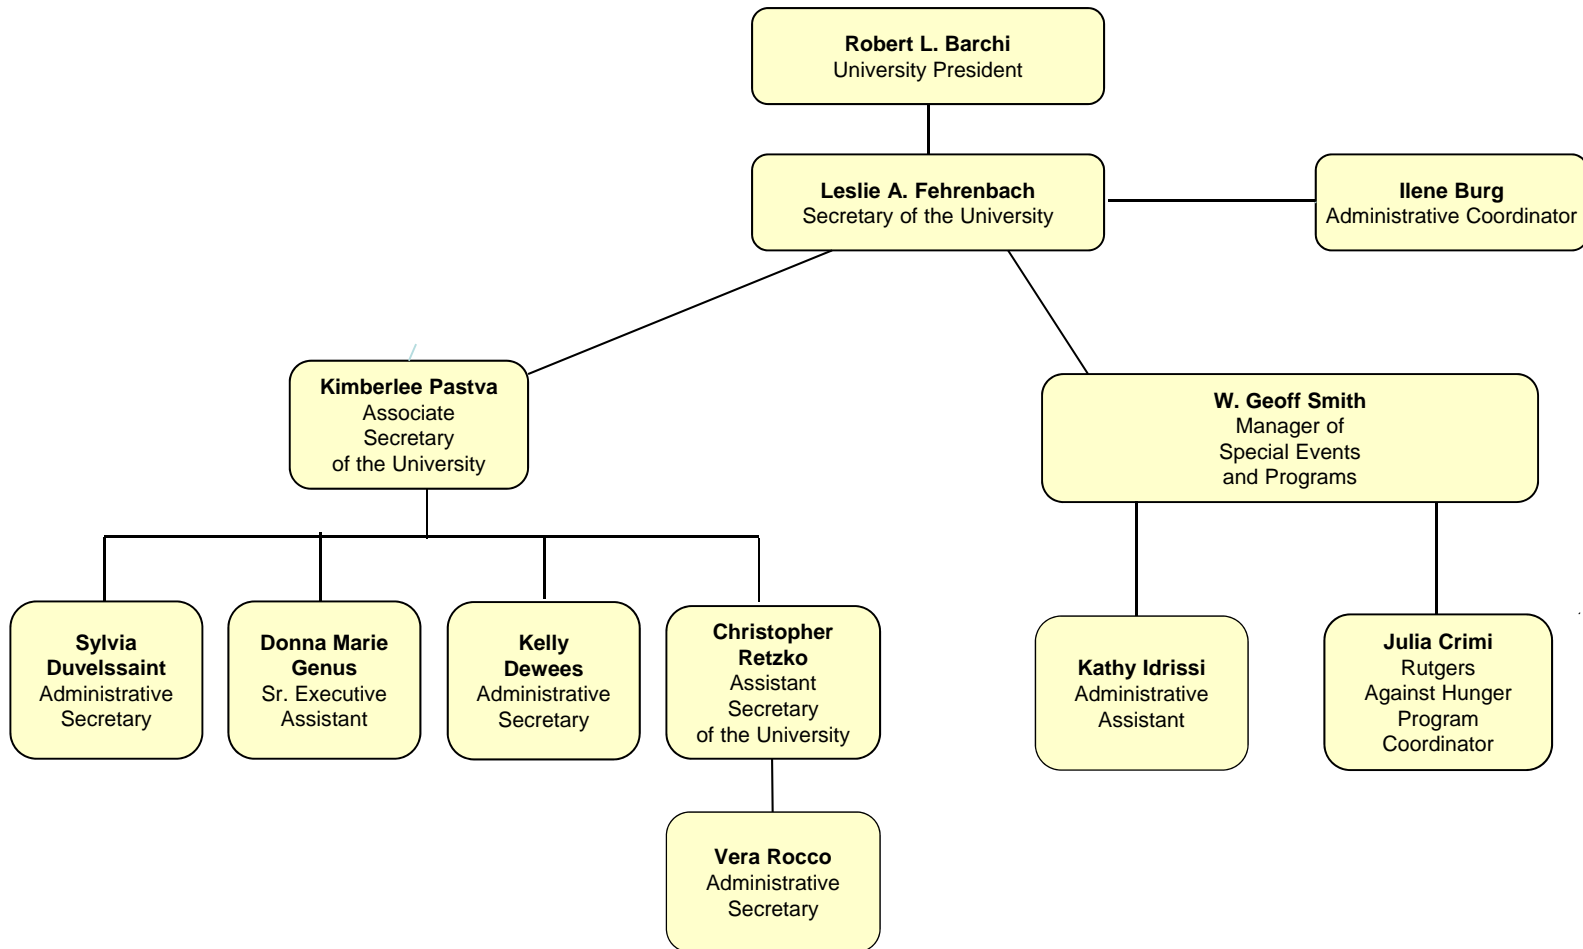 Robert L. Barchi
University President
Leslie A. Fehrenbach
Secretary of the University
Ilene Burg
Administrative Coordinator
Kimberlee Pastva
Associate
Secretary
of the University
W. Geoff Smith
Manager of
Special Events
and Programs
Sylvia
Duvelssaint
Administrative
Secretary
Donna Marie
Genus
Sr. Executive
Assistant
Kelly
Dewees
Administrative
Secretary
Christopher
Retzko
Assistant
Secretary
of the University
Kathy Idrissi
Administrative
Assistant
Julia Crimi
Rutgers
Against Hunger
Program
Coordinator
Vera Rocco
Administrative
Secretary